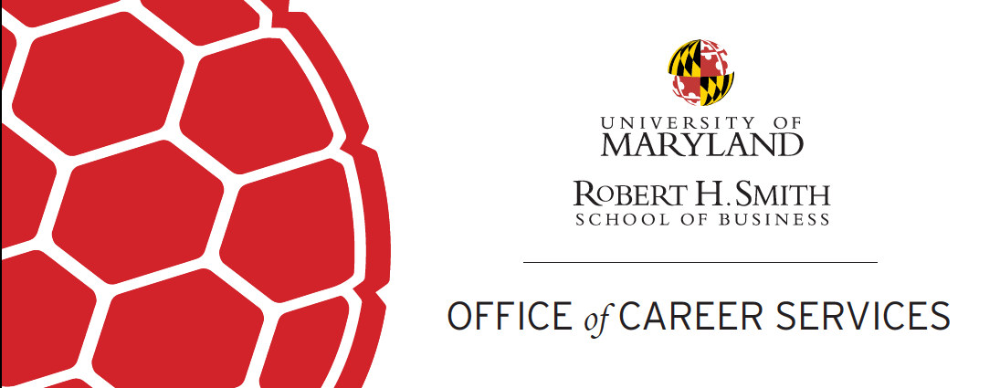 UNIVERSITY OF
MARYLAND
ROBERT H. SMITH
SCHOOL OF BUSINESS
OFFICE of CAREER SERVICES